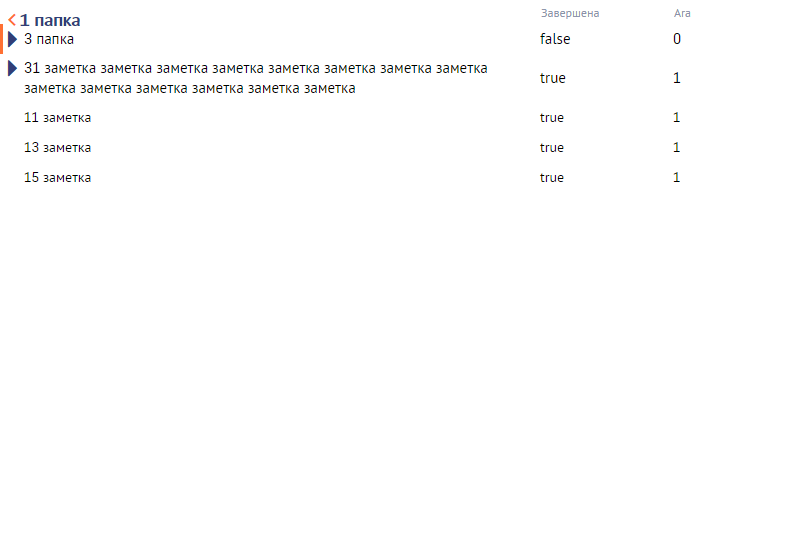 1 папка Завершена Ага
3 папка false 0
31 заметка заметка заметка заметка заметка заметка заметка заметка true 1
заметка заметка заметка заметка заметка заметка
11 заметка true 1
13 заметка true 1
15 заметка true 1